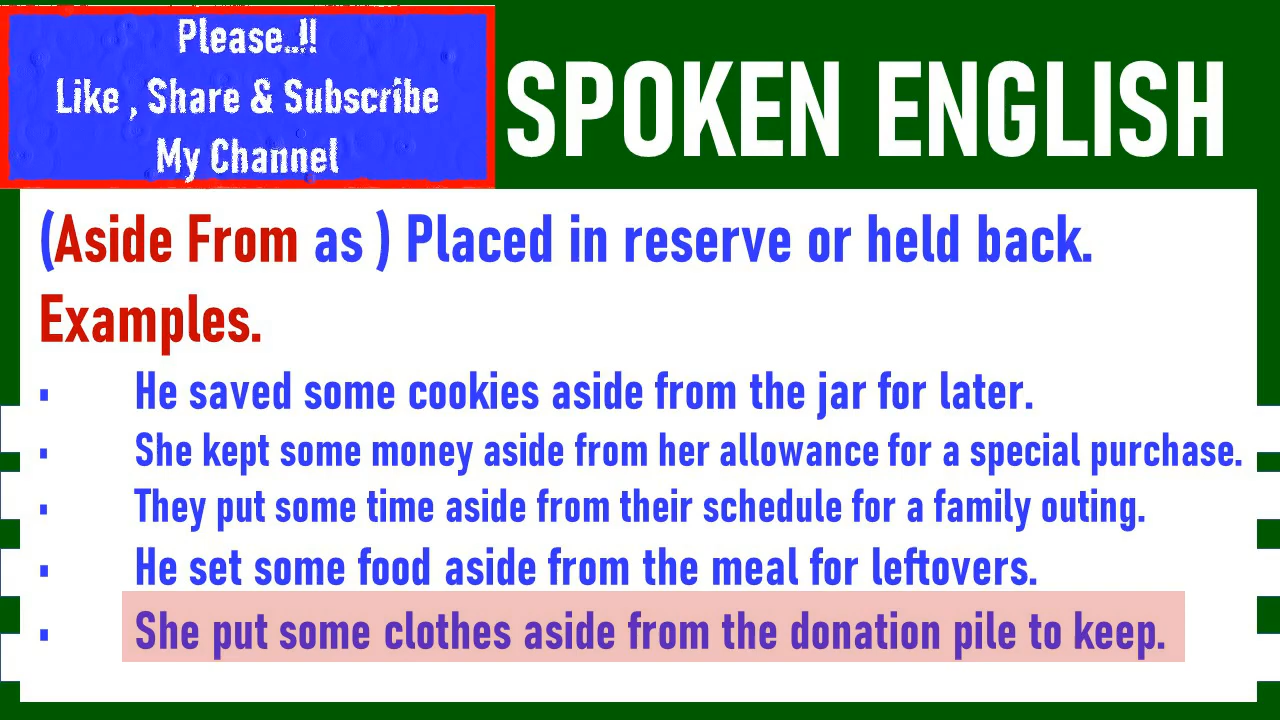 Please..!!
Like , Share & Subscribe
My Channel
SPOKEN ENGLISH
(Aside From as ) Placed in reserve or held back.
Examples.
▪ He saved some cookies aside from the jar for later.
▪ She kept some money aside from her allowance for a special purchase.
▪ They put some time aside from their schedule for a family outing.
▪ He set some food aside from the meal for leftovers.
▪ She put some clothes aside from the donation pile to keep.